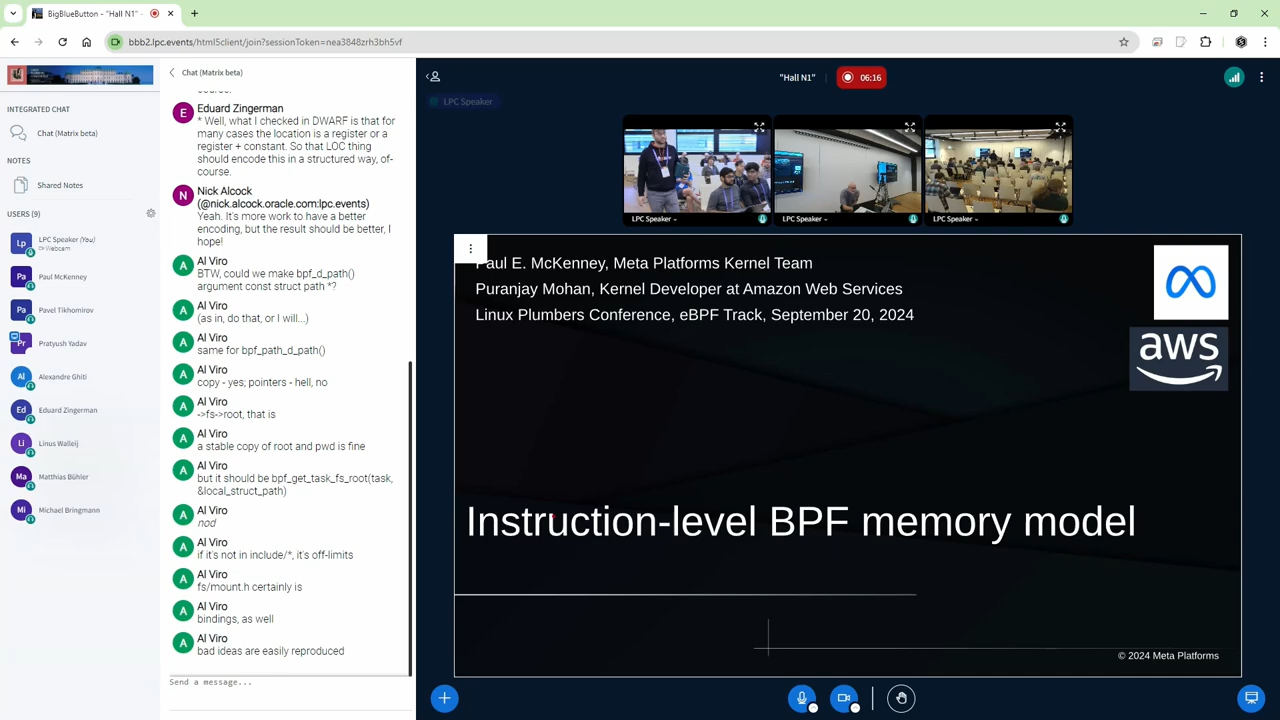 BigBlueButton - "Hall N1" -
bbb2.lpc.events/html5client/join?sessionToken=nea3848zrh3bh5vf
INTEGRATED CHAT
Chat (Matrix beta)
NOTES
Shared Notes
USERS (9)
Lp
LPC Speaker (You)
Webcam
Pa
Paul McKenney
Pa
Pavel Tikhomirov
Pr
Pratyush Yadav
Al
Alexandre Ghiti
Ed
Eduard Zingerman
Li
Linus Walleij
Ma
Matthias Bühler
Mi
Michael Bringmann
Chat (Matrix beta)
course.
E
Eduard Zingerman
* Well, what I checked in DWARF is that for
many cases the location is a register or a
register + constant. So that LOC thing
should encode this in a structured way, of-
course.
N
Nick Alcock
(@nick.alcock.oracle.com:lpc.events)
Yeah. It's more work to have a better
encoding, but the result should be better, I
hope!
A
Al Viro
BTW, could we make bpf_d_path()
argument const struct path *?
A
Al Viro
(as in, do that, or I will...)
A
Al Viro
same for bpf_path_d_path()
A
Al Viro
copy - yes; pointers - hell, no
A
Al Viro
->fs->root, that is
A
Al Viro
a stable copy of root and pwd is fine
A
Al Viro
but it should be bpf_get_task_fs_root(task,
&local_struct_path)
A
Al Viro
nod
A
Al Viro
if it's not in include/*, it's off-limits
A
Al Viro
fs/mount.h certainly is
A
Al Viro
bindings, as well
A
Al Viro
bad ideas are easily reproduced
Send a message...
"Hall N1"
06:16
LPC Speaker
LPC Speaker
LPC Speaker
LPC Speaker
Paul E. McKenney, Meta Platforms Kernel Team
Puranjay Mohan, Kernel Developer at Amazon Web Services
Linux Plumbers Conference, eBPF Track, September 20, 2024
aws
Instruction-level BPF memory model
© 2024 Meta Platforms